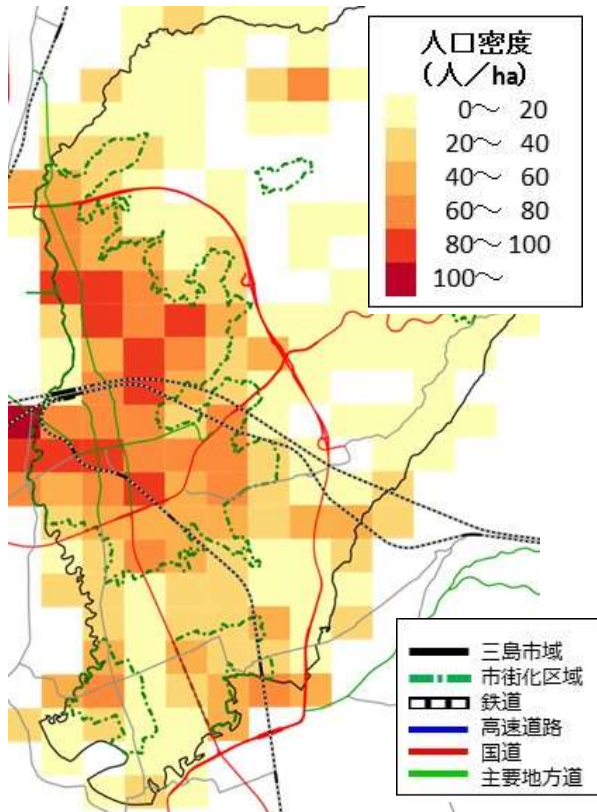 人口密度
(人/ha)
0～ 20
20～ 40
40～ 60
60～ 80
80～ 100
100～
三島市域
市街化区域
鉄道
高速道路
国道
主要地方道